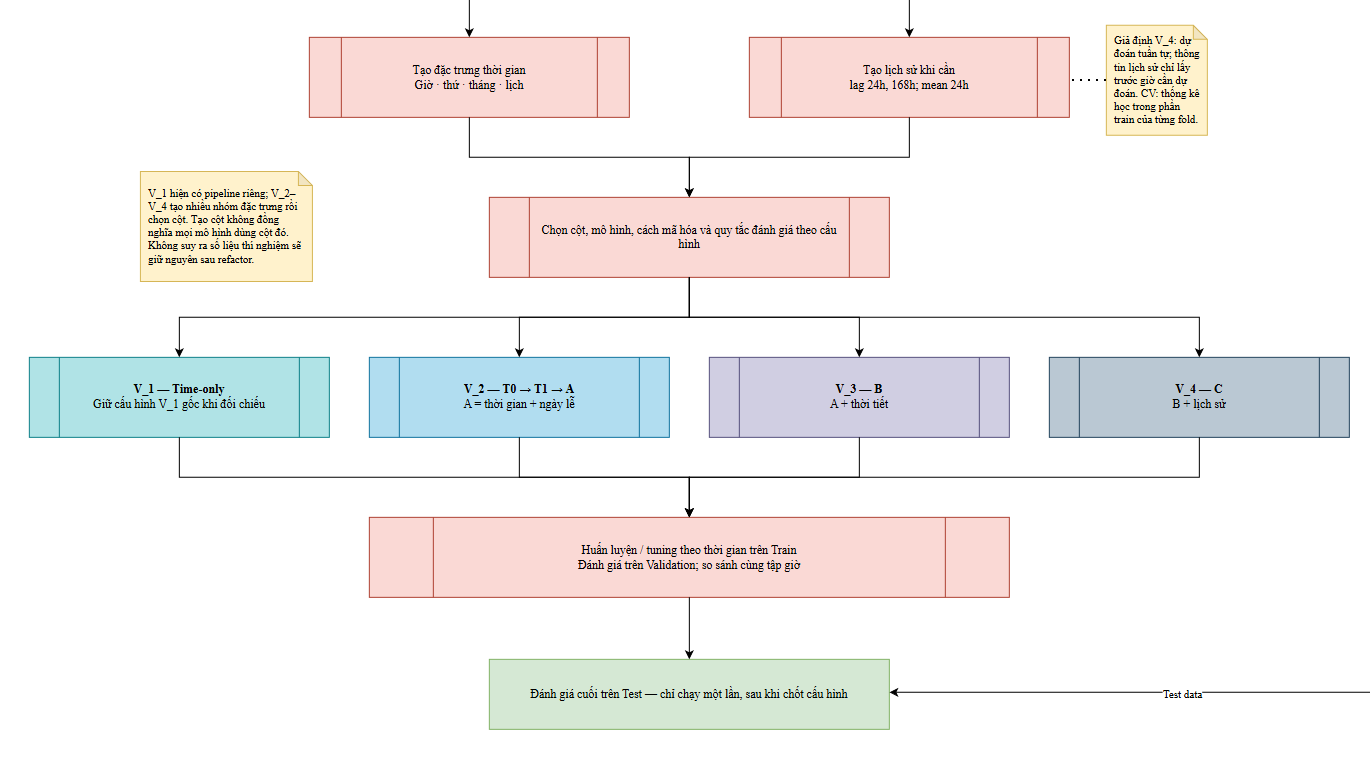 Tạo đặc trưng thời gian
Giờ · thứ · tháng · lịch
Tạo lịch sử khi cần
lag 24h, 168h; mean 24h
Giả định V_4: dự
đoán tuần tự; thông
tin lịch sử chỉ lấy
trước giờ cần dự
đoán. CV: thống kê
học trong phần
train của từng fold.
V_1 hiện có pipeline riêng; V_2–
V_4 tạo nhiều nhóm đặc trưng rồi
chọn cột. Tạo cột không đồng
nghĩa mọi mô hình dùng cột đó.
Không suy ra số liệu thí nghiệm sẽ
giữ nguyên sau refactor.
Chọn cột, mô hình, cách mã hóa và quy tắc đánh giá theo cấu
hình
V_1 — Time-only
Giữ cấu hình V_1 gốc khi đối chiếu
V_2 — T0 → T1 → A
A = thời gian + ngày lễ
V_3 — B
A + thời tiết
V_4 — C
B + lịch sử
Huấn luyện / tuning theo thời gian trên Train
Đánh giá trên Validation; so sánh cùng tập giờ
Đánh giá cuối trên Test — chỉ chạy một lần, sau khi chốt cấu hình
Test data